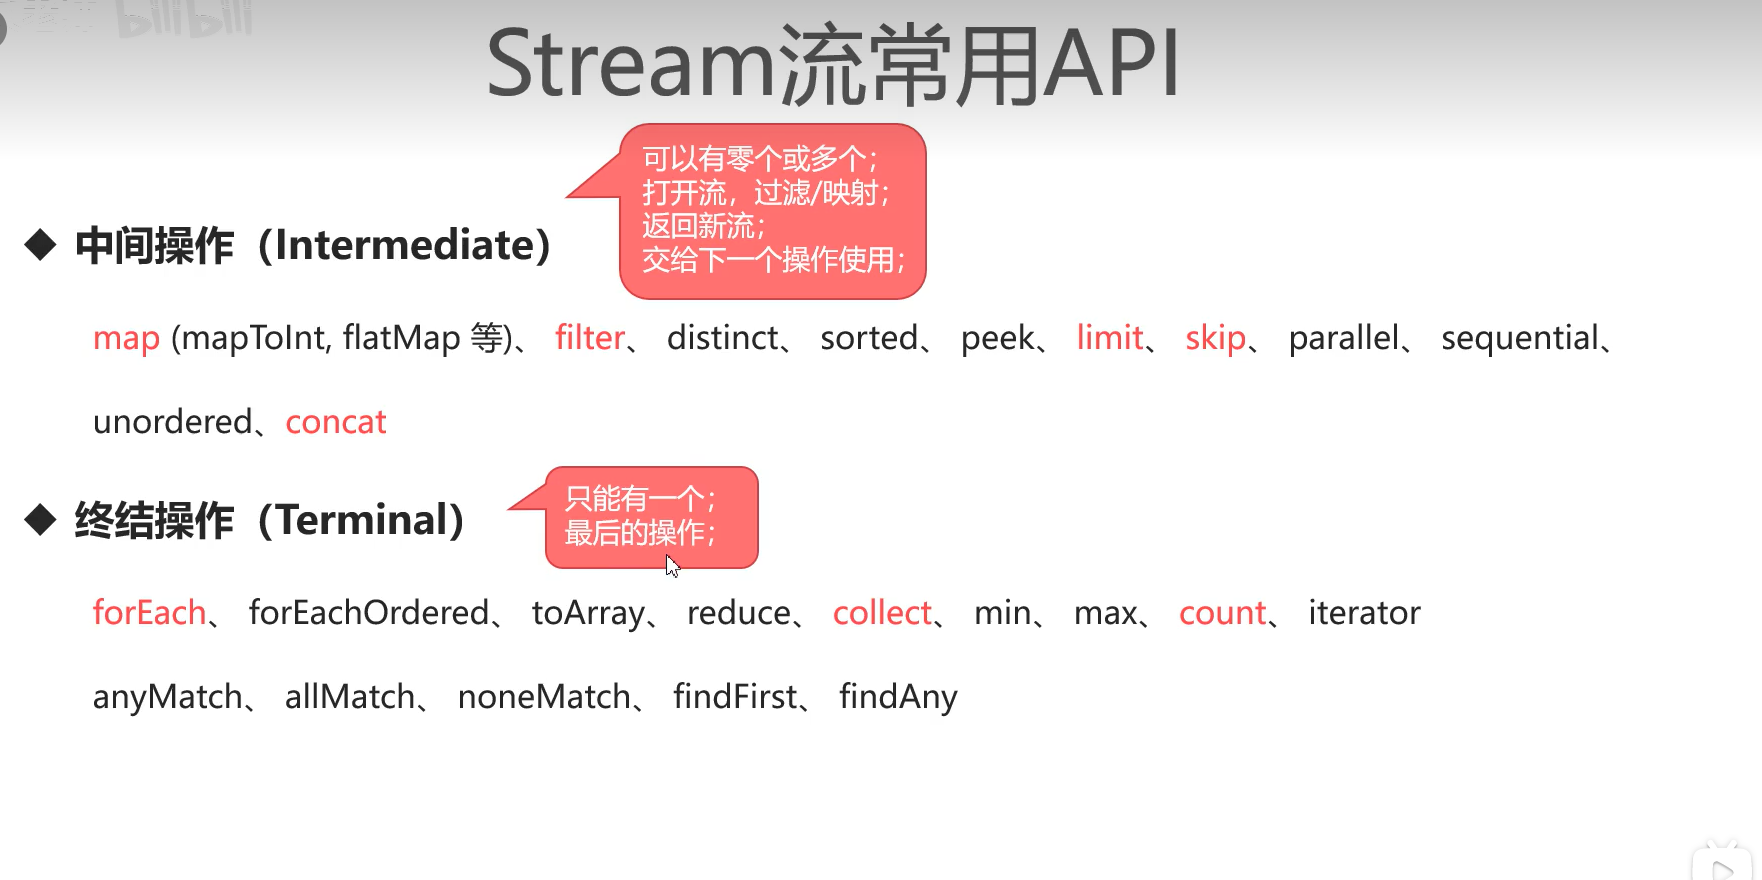 bilibili
Stream流常用API
可以有零个或多个；
打开流，过滤/映射；
返回新流；
交给下一个操作使用；
◆ 中间操作（Intermediate）
map (mapToInt, flatMap 等)、 filter、 distinct、 sorted、 peek、 limit、 skip、 parallel、 sequential、
unordered、concat
只能有一个；
最后的操作；
◆ 终结操作（Terminal）
forEach、 forEachOrdered、 toArray、 reduce、 collect、 min、 max、 count、 iterator
anyMatch、 allMatch、 noneMatch、 findFirst、 findAny